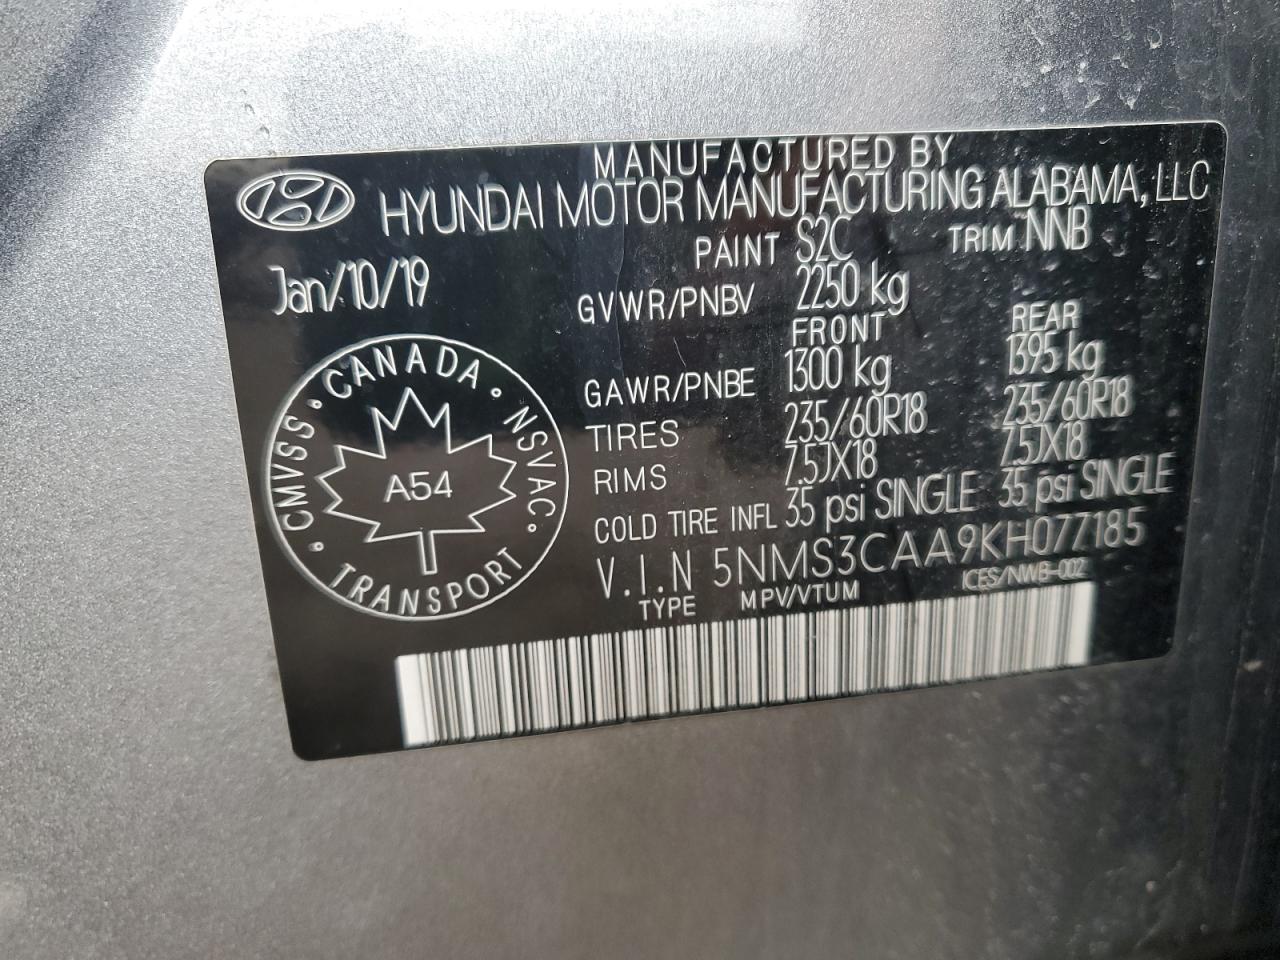 MANUFACTURED BY
HYUNDAI MOTOR MANUFACTURING ALABAMA, LLC
PAINT S2C TRIM NNB
Jan/10/19
GVWR/PNBV 2250 kg
FRONT REAR
GAWR/PNBE 1300 kg 1395 kg
TIRES 235/60R18 235/60R18
RIMS 7.5JX18 7.5JX18
COLD TIRE INFL 35 psi SINGLE 35 psi SINGLE
V.I.N 5NMS3CAA9KH077185
TYPE MPV/VTUM ICES/NWB-002
CMVSS · CANADA · NSVAC · TRANSPORT ·
A54